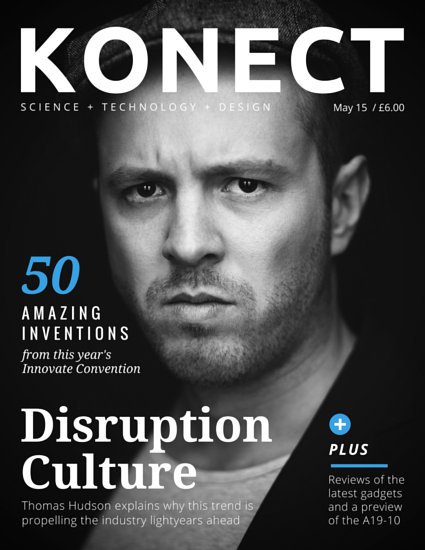 KONECT
SCIENCE + TECHNOLOGY + DESIGN
May 15 / £6.00
50
AMAZING
INVENTIONS
from this year's
Innovate Convention
Disruption
Culture
Thomas Hudson explains why this trend is
propelling the industry lightyears ahead
+
PLUS
Reviews of the
latest gadgets
and a preview
of the A19-10